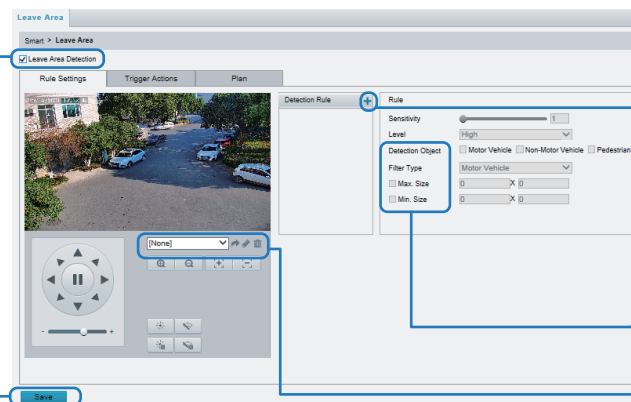 Leave Area
Smart > Leave Area
Leave Area Detection
Rule Settings Trigger Actions Plan
Detection Rule
Rule
Sensitivity 1
Level High
Detection Object Motor Vehicle Non-Motor Vehicle Pedestrian
Filter Type Motor Vehicle
Max. Size 0 X 0
Min. Size 0 X 0
[None]
- +
Save